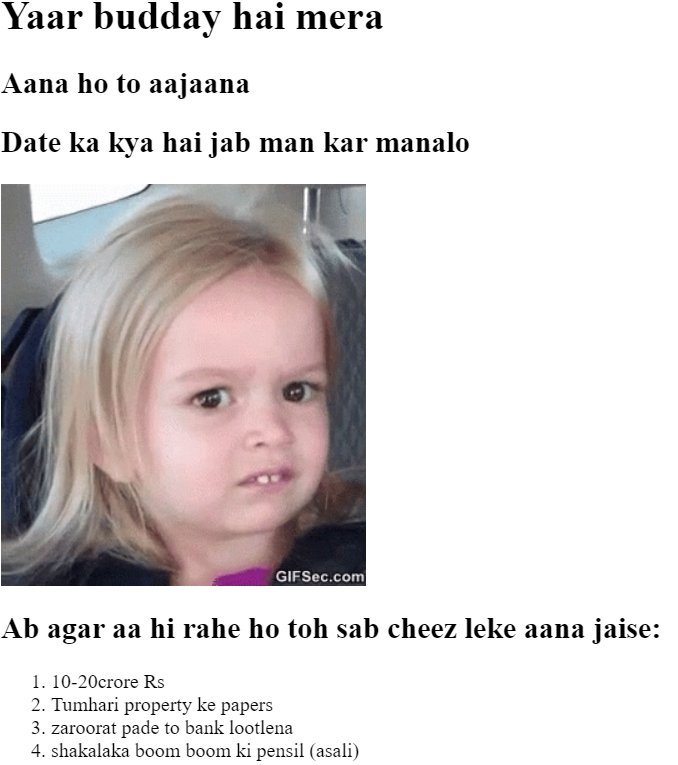 Yaar budday hai mera
Aana ho to aajaana
Date ka kya hai jab man kar manalo
GIFSec.com
Ab agar aa hi rahe ho toh sab cheez leke aana jaise:
1. 10-20crore Rs
2. Tumhari property ke papers
3. zaroorat pade to bank lootlena
4. shakalaka boom boom ki pensil (asali)